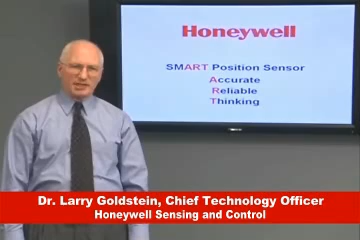 Honeywell
SMART Position Sensor
Accurate
Reliable
Thinking
Dr. Larry Goldstein, Chief Technology Officer
Honeywell Sensing and Control